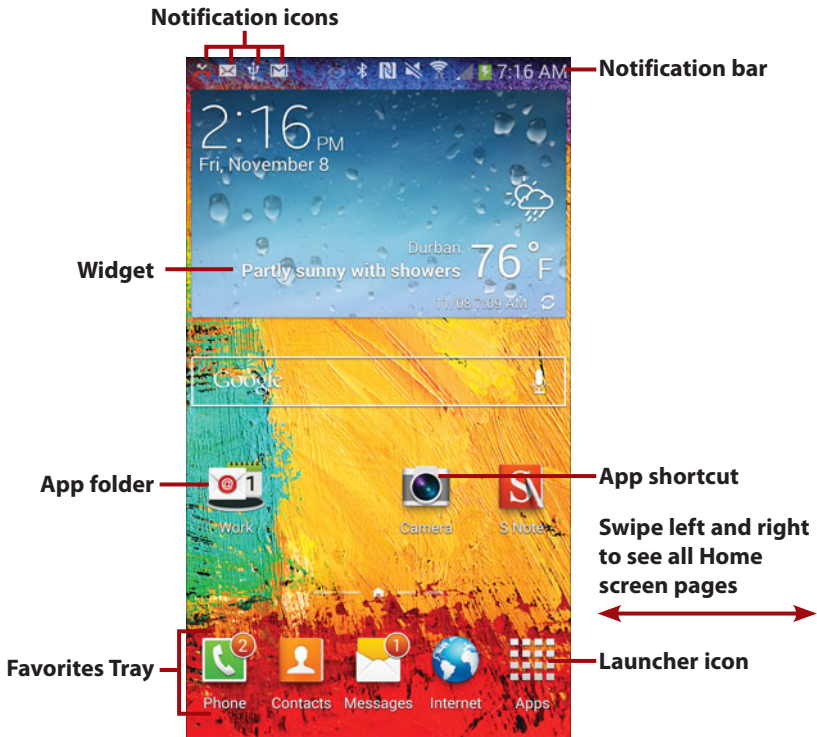 Notification icons
7:16 AM
Notification bar
2:16 PM
Fri, November 8
Durban
Widget
Partly sunny with showers
76°F
11/08 7:09 AM
Google
App folder
@ 1
S
App shortcut
Work
Camera
S Note
Swipe left and right
to see all Home
screen pages
2
1
Favorites Tray
Launcher icon
Phone
Contacts
Messages
Internet
Apps